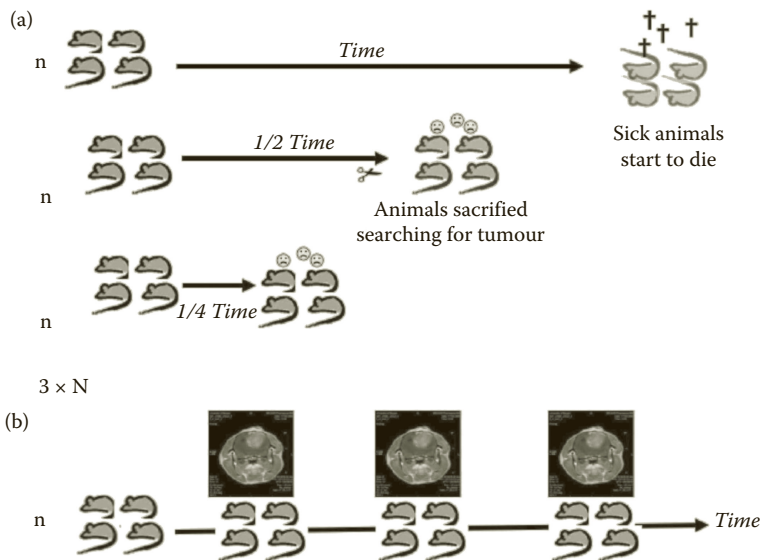 (a)
n
Time
Sick animals
start to die
1/2 Time
n
Animals sacrified
searching for tumour
1/4 Time
n
3 × N
(b)
n
Time